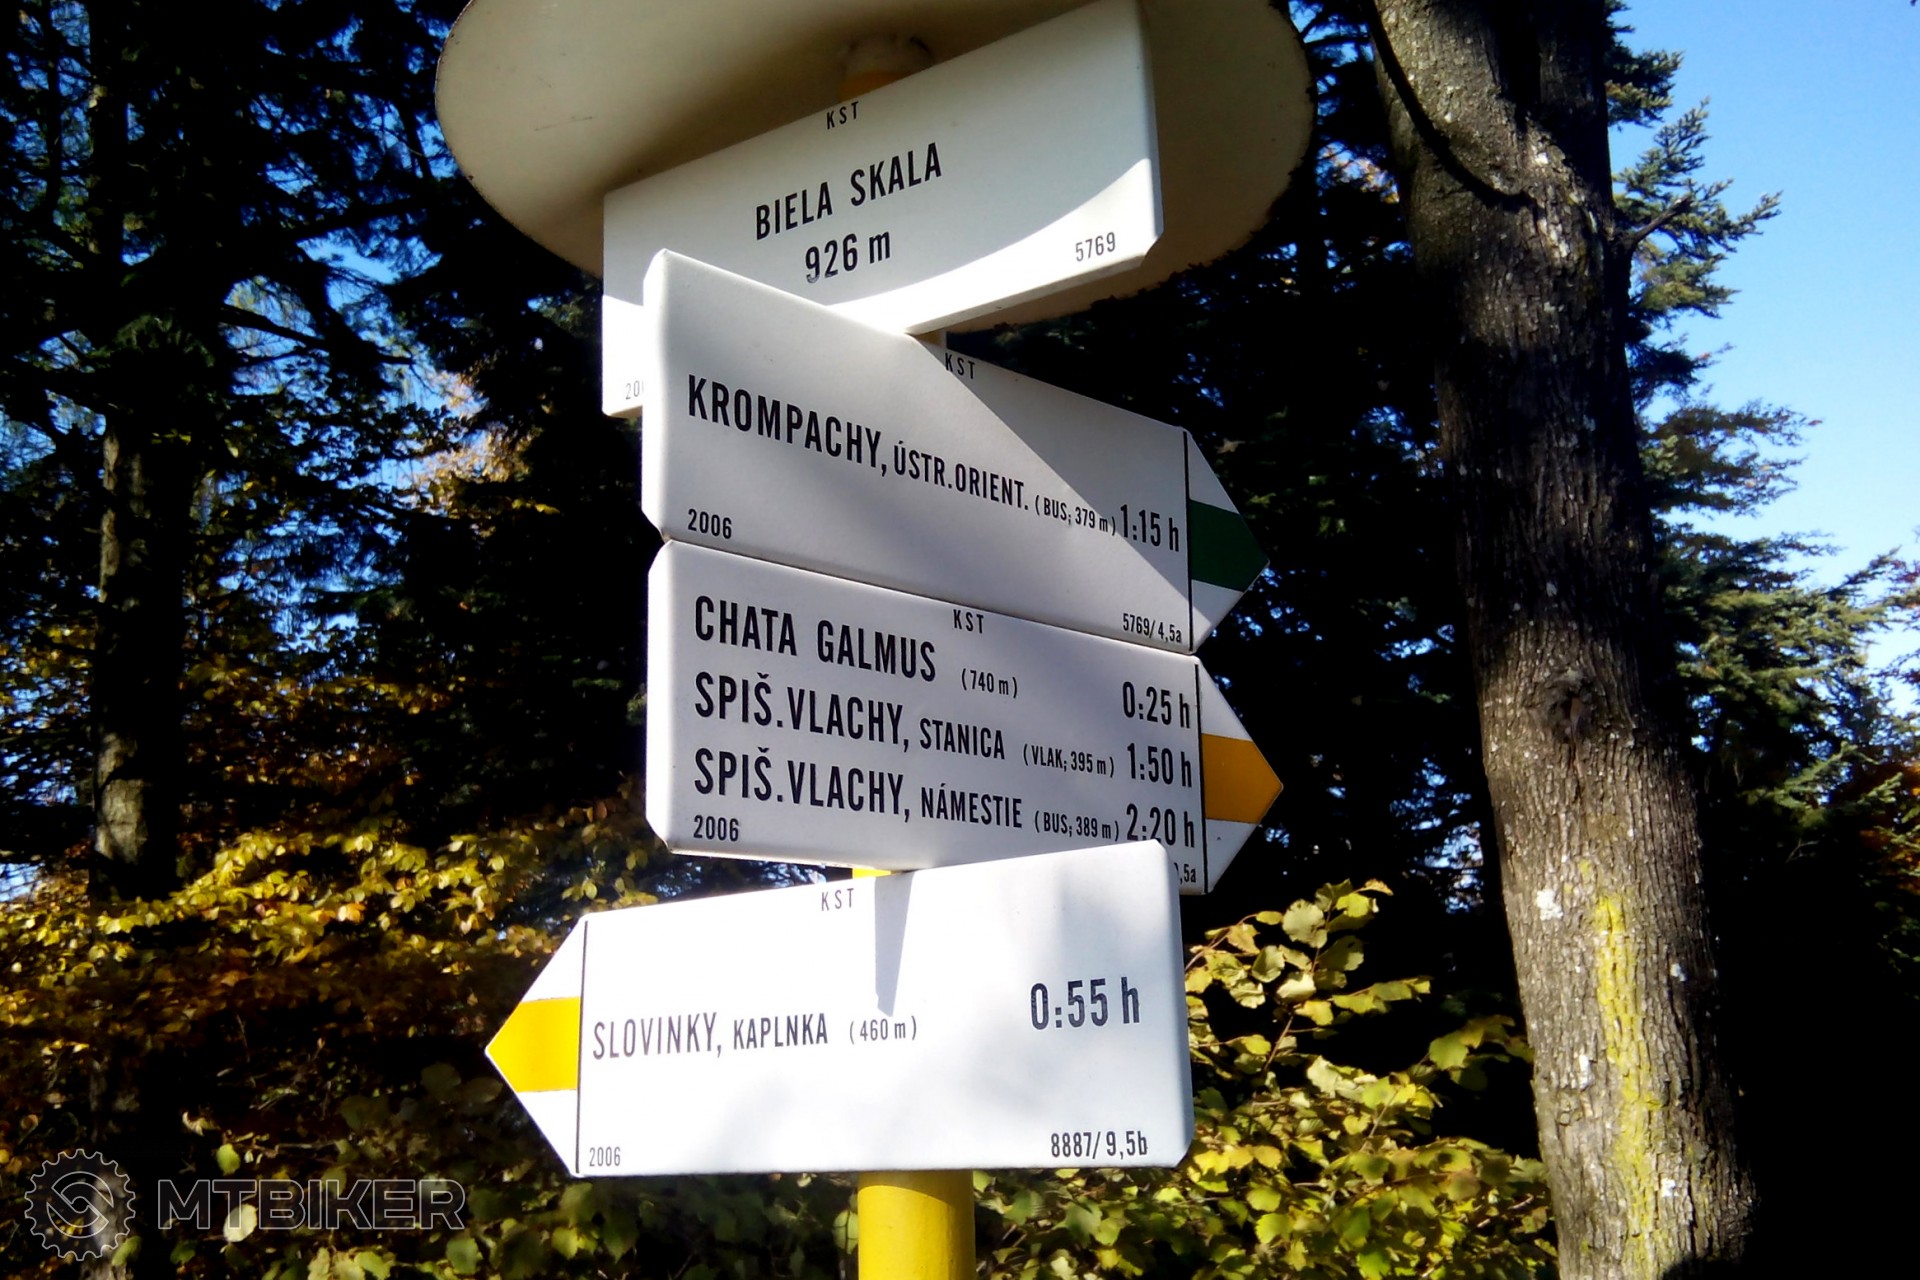 KST
BIELA SKALA
926 m
5769
KST
KROMPACHY, ÚSTR.ORIENT. (BUS; 379 m) 1:15 h
2006
5769/4,5a
KST
CHATA GALMUS (740 m) 0:25 h
SPIŠ.VLACHY, STANICA (VLAK; 395 m) 1:50 h
SPIŠ.VLACHY, NÁMESTIE (BUS; 389 m) 2:20 h
2006
KST
SLOVINKY, KAPLNKA (460 m) 0:55 h
2006
8887/9,5b
MTBIKER